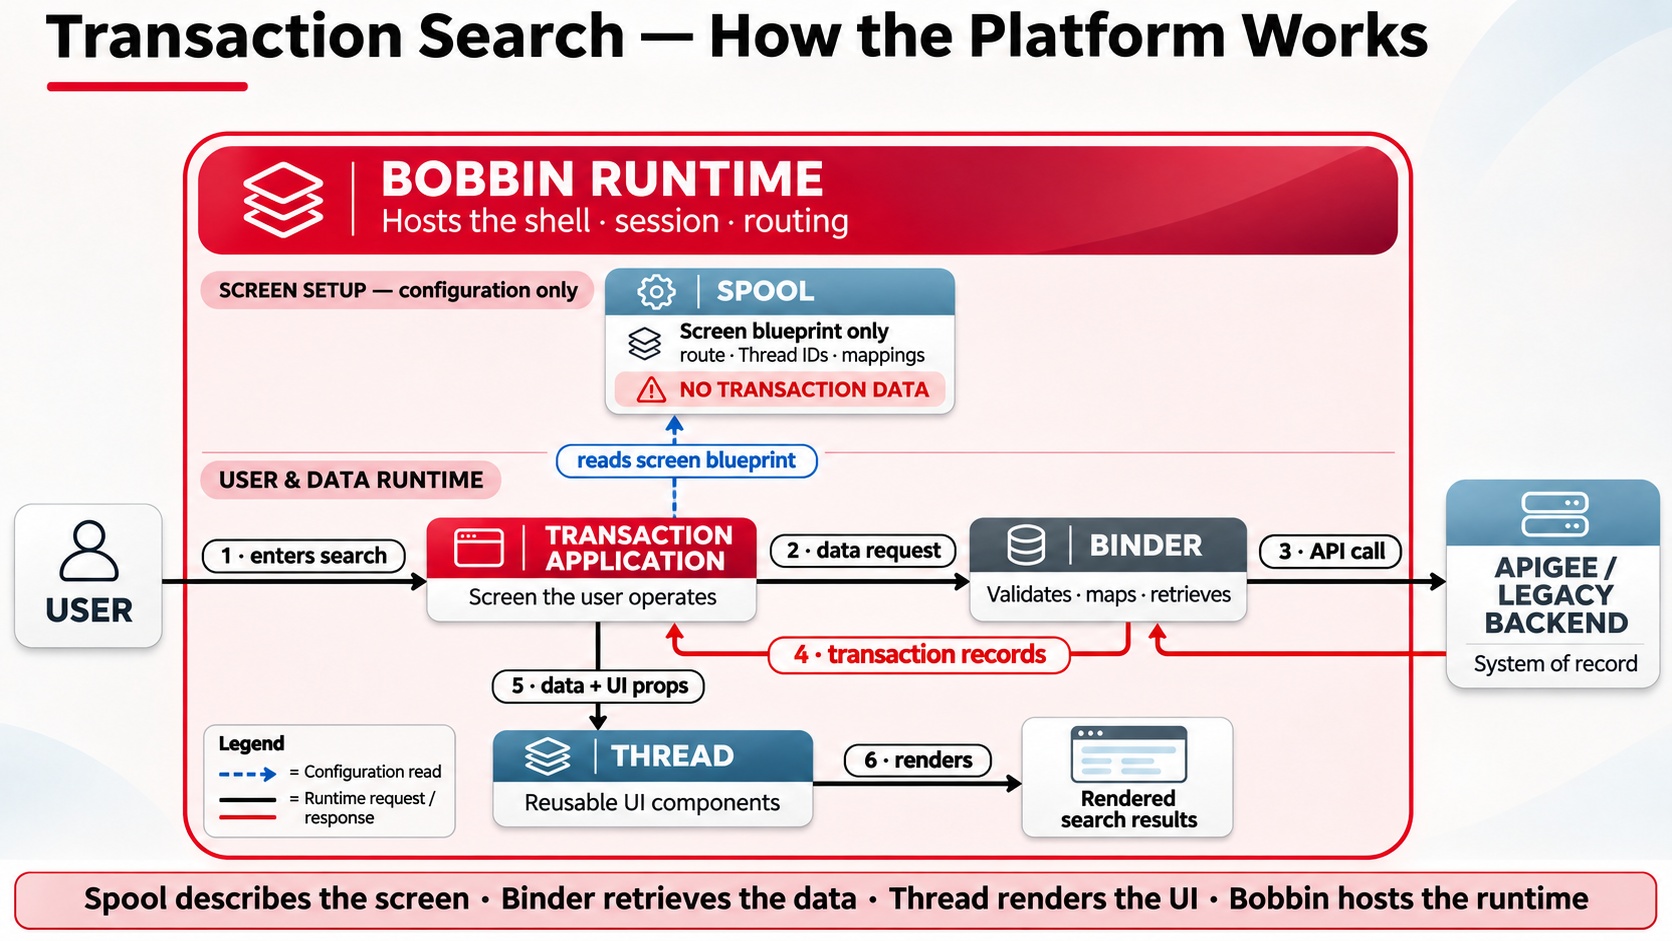 Transaction Search — How the Platform Works
BOBBIN RUNTIME
Hosts the shell · session · routing
SCREEN SETUP — configuration only
SPOOL
Screen blueprint only
route · Thread IDs · mappings
NO TRANSACTION DATA
reads screen blueprint
USER & DATA RUNTIME
USER
1 · enters search
TRANSACTION
APPLICATION
Screen the user operates
2 · data request
BINDER
Validates · maps · retrieves
3 · API call
APIGEE /
LEGACY
BACKEND
System of record
4 · transaction records
5 · data + UI props
THREAD
Reusable UI components
6 · renders
Rendered
search results
Legend
= Configuration read
= Runtime request /
response
Spool describes the screen · Binder retrieves the data · Thread renders the UI · Bobbin hosts the runtime